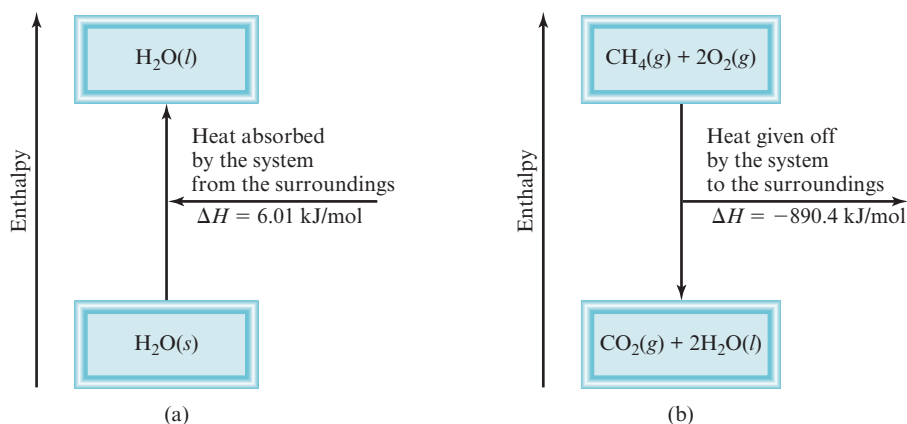 Enthalpy
H₂O(l)
Heat absorbed
by the system
from the surroundings
ΔH = 6.01 kJ/mol
H₂O(s)
(a)
Enthalpy
CH₄(g) + 2O₂(g)
Heat given off
by the system
to the surroundings
ΔH = −890.4 kJ/mol
CO₂(g) + 2H₂O(l)
(b)